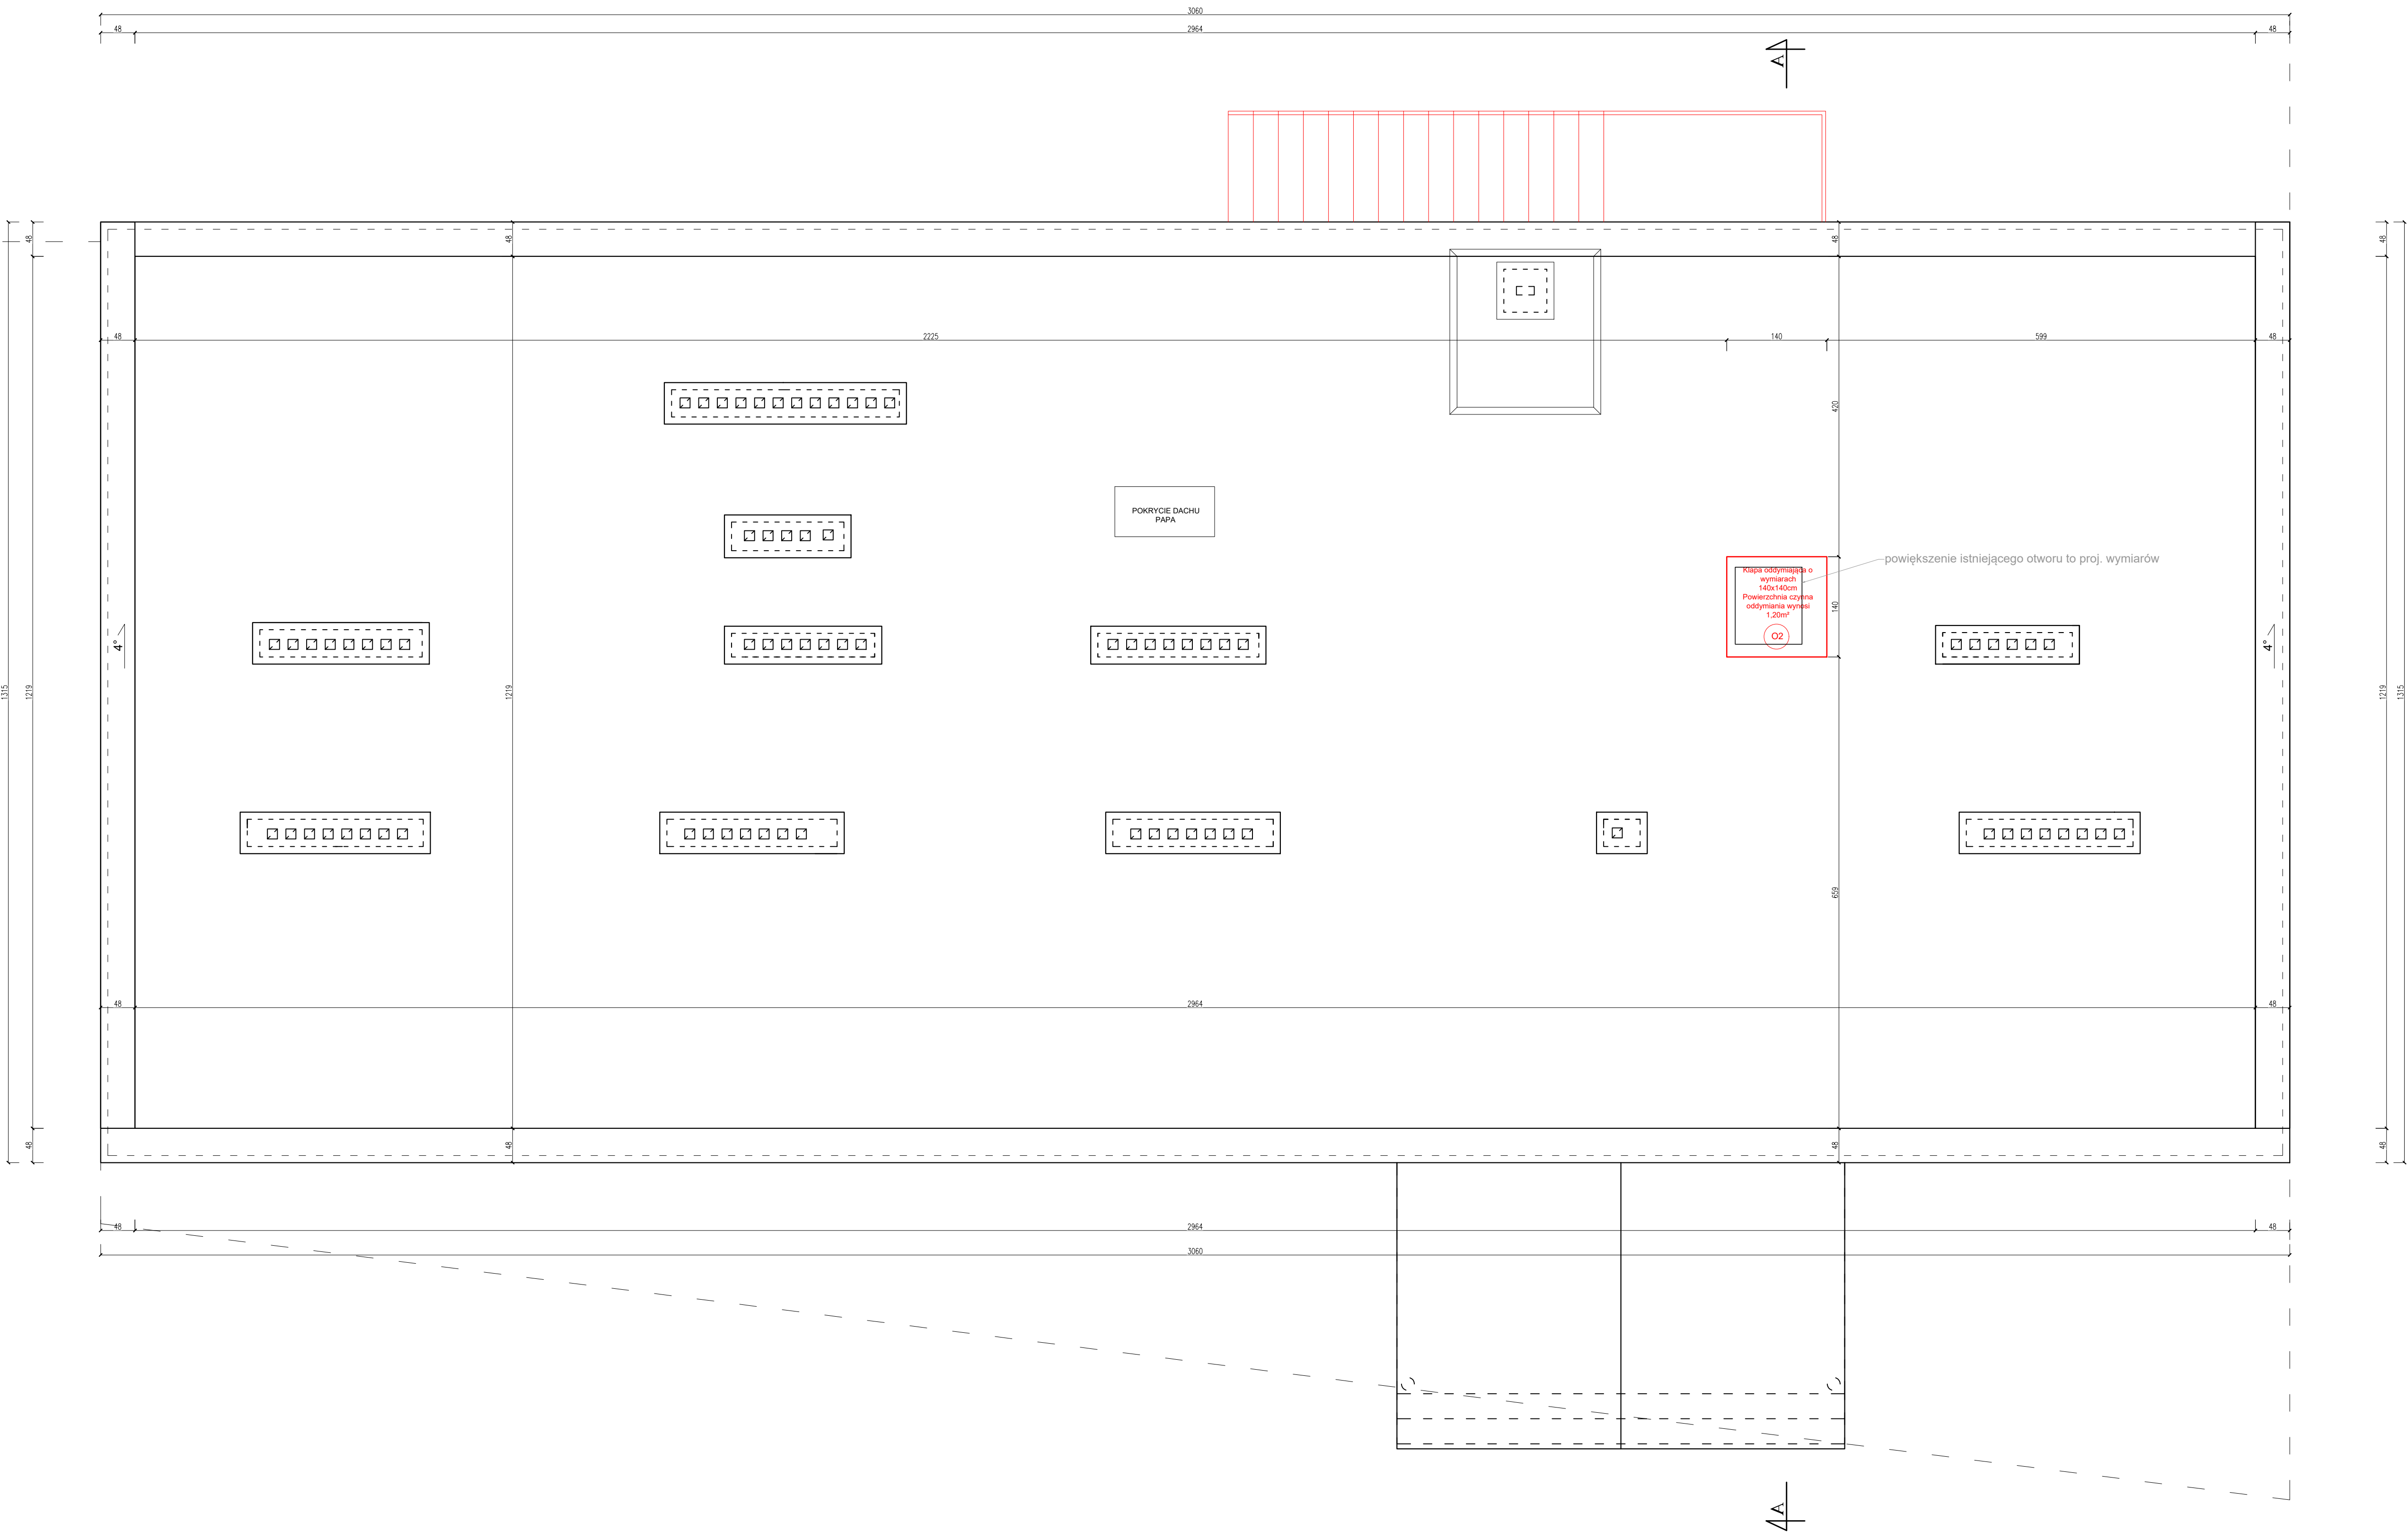 3060
48
2964
48
A
48
48
48
48
48
2225
140
599
48
420
POKRYCIE DACHU
PAPA
powiększenie istniejącego otworu to proj. wymiarów
Klapa oddymiająca o
wymiarach
140x140cm
Powierzchnia czynna
oddymiania wynosi
1,20m²
O2
140
4°
4°
1315
1219
1219
1219
1315
659
48
2964
48
48
48
48
48
48
2964
48
3060
A